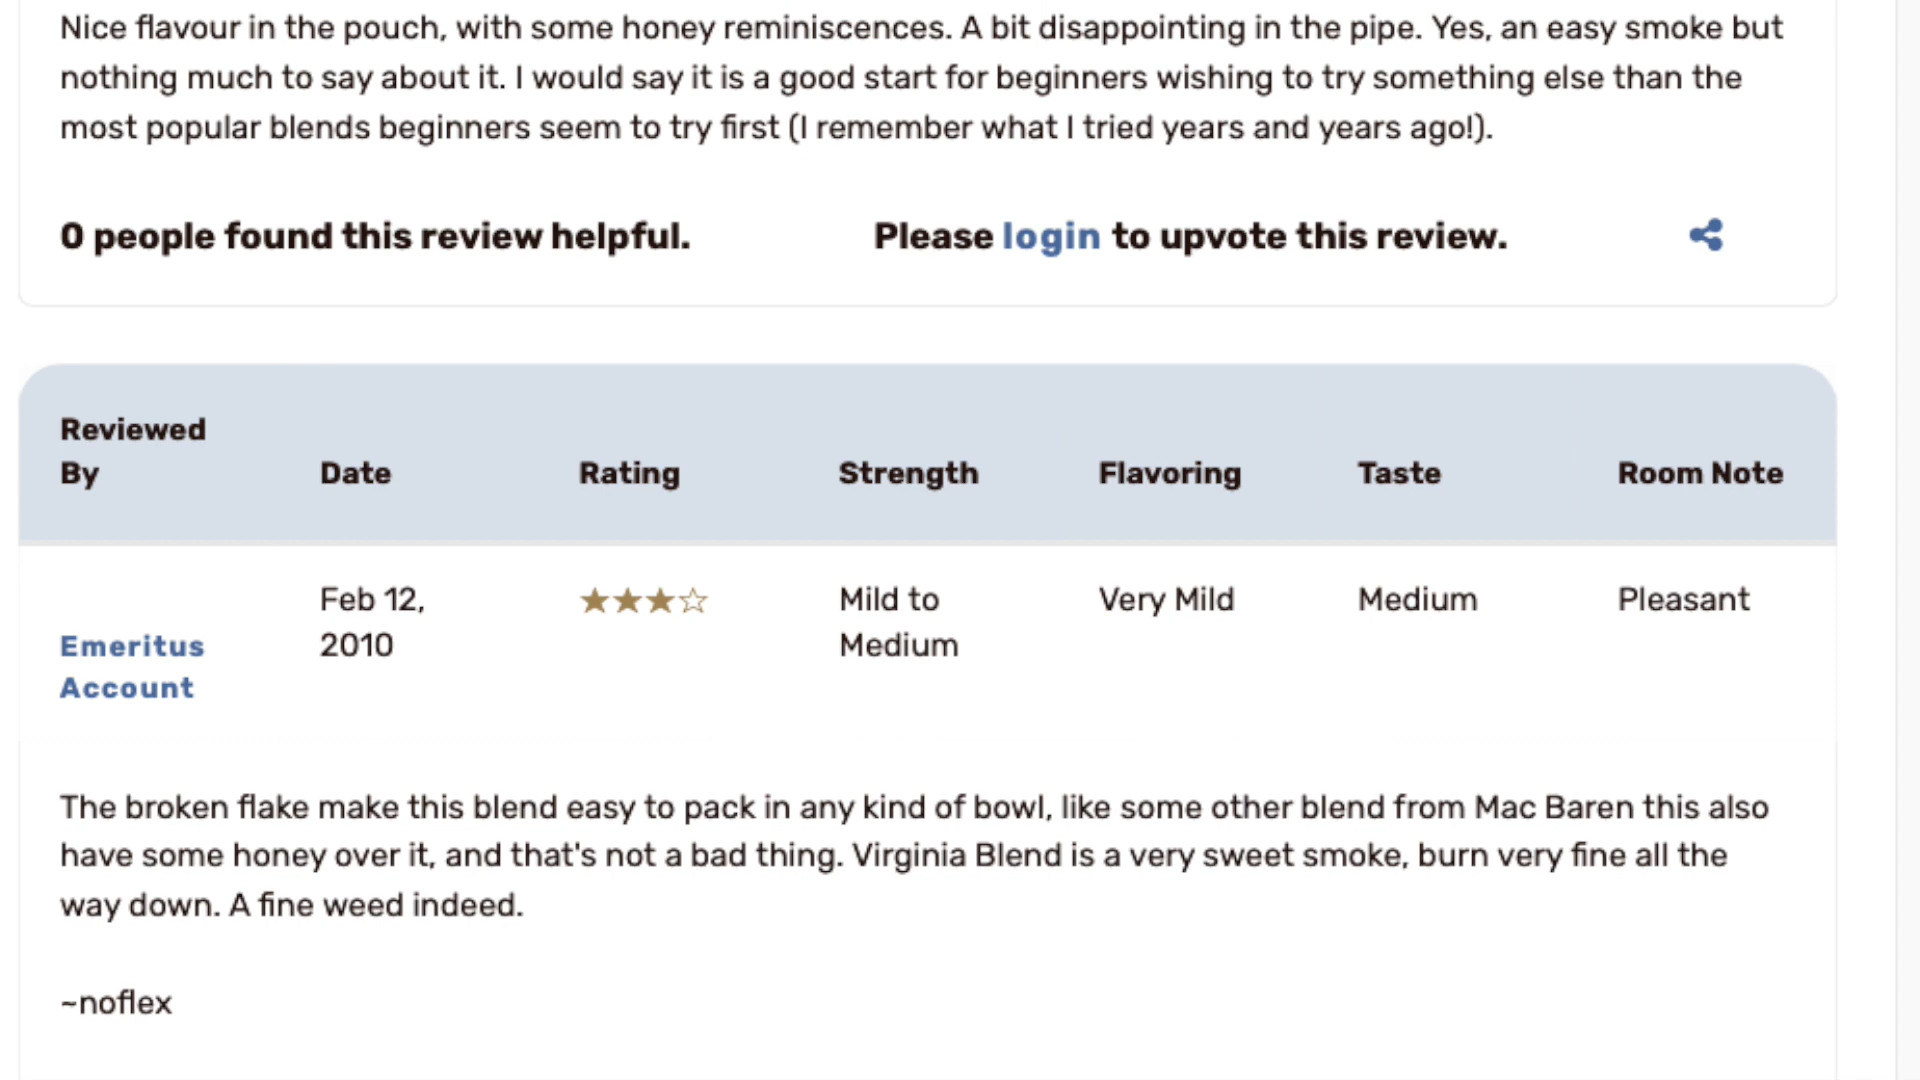 Nice flavour in the pouch, with some honey reminiscences. A bit disappointing in the pipe. Yes, an easy smoke but
nothing much to say about it. I would say it is a good start for beginners wishing to try something else than the
most popular blends beginners seem to try first (I remember what I tried years and years ago!).
0 people found this review helpful. Please login to upvote this review.
Reviewed
By Date Rating Strength Flavoring Taste Room Note
Feb 12, Mild to Very Mild Medium Pleasant
2010 Medium
Emeritus
Account
The broken flake make this blend easy to pack in any kind of bowl, like some other blend from Mac Baren this also
have some honey over it, and that's not a bad thing. Virginia Blend is a very sweet smoke, burn very fine all the
way down. A fine weed indeed.
~noflex